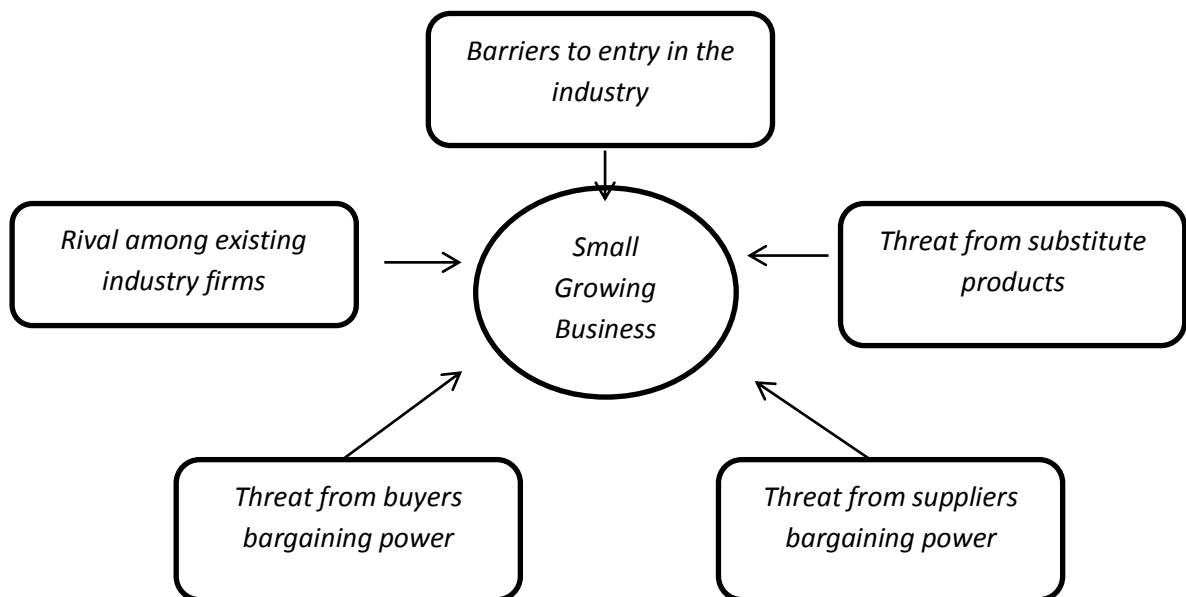 Barriers to entry in the
industry
Rival among existing
industry firms
Small
Growing
Business
Threat from substitute
products
Threat from buyers
bargaining power
Threat from suppliers
bargaining power